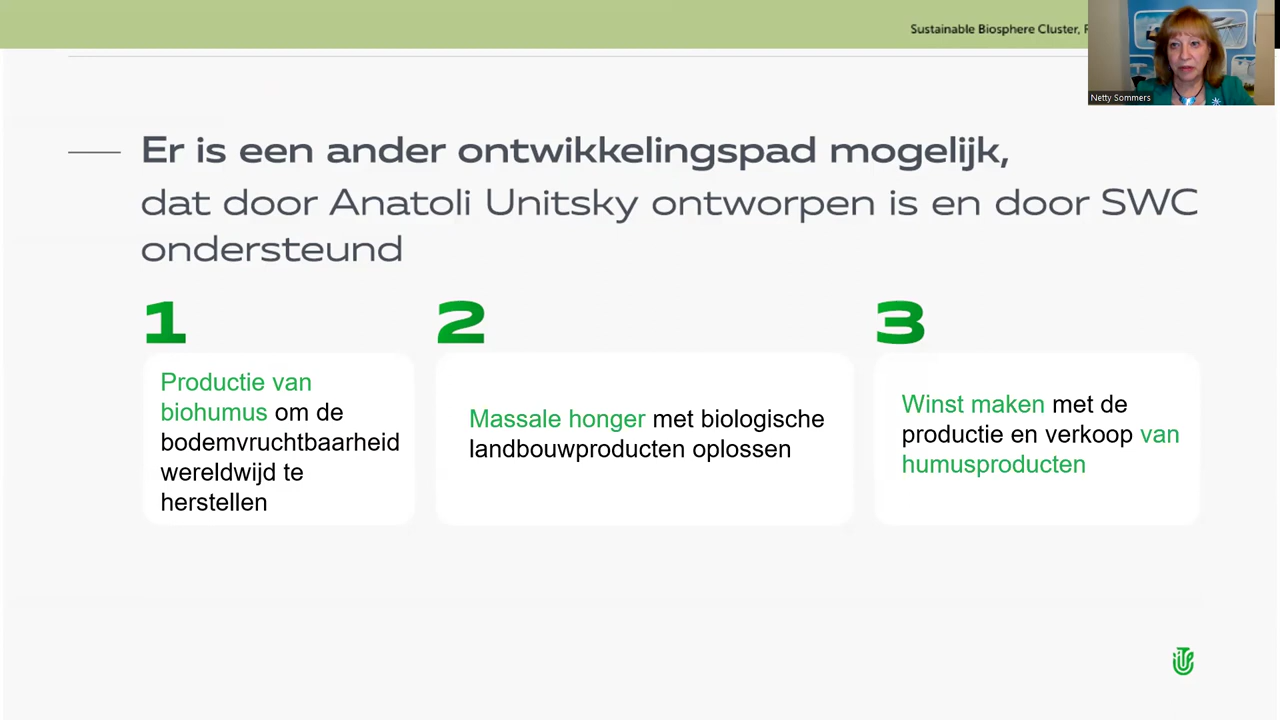 Sustainable Biosphere Cluster,
Netty Sommers
Er is een ander ontwikkelingspad mogelijk,
dat door Anatoli Unitsky ontworpen is en door SWC
ondersteund
1
Productie van
biohumus om de
bodemvruchtbaarheid
wereldwijd te
herstellen
2
Massale honger met biologische
landbouwproducten oplossen
3
Winst maken met de
productie en verkoop van
humusproducten